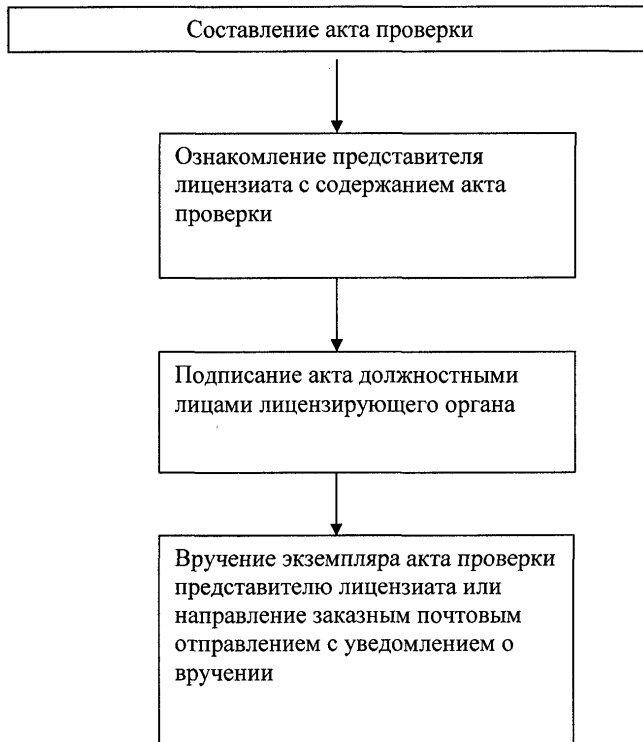 Составление акта проверки
Ознакомление представителя
лицензиата с содержанием акта
проверки
Подписание акта должностными
лицами лицензирующего органа
Вручение экземпляра акта проверки
представителю лицензиата или
направление заказным почтовым
отправлением с уведомлением о
вручении